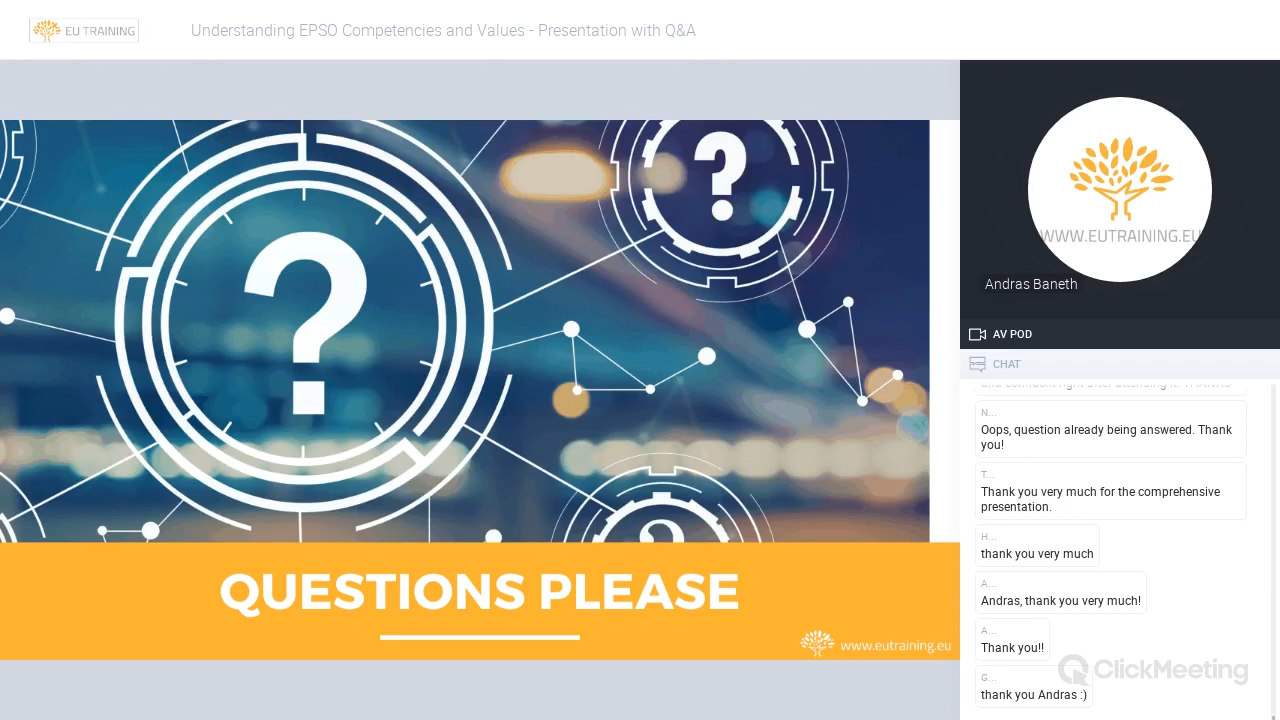 EU TRAINING
Understanding EPSO Competencies and Values - Presentation with Q&A
?
?
?
QUESTIONS PLEASE
www.eutraining.eu
WWW.EUTRAINING.EU
Andras Baneth
AV POD
CHAT
N...
Oops, question already being answered. Thank
you!
T...
Thank you very much for the comprehensive
presentation.
H...
thank you very much
A...
Andras, thank you very much!
A...
Thank you!!
G...
thank you Andras :)
ClickMeeting